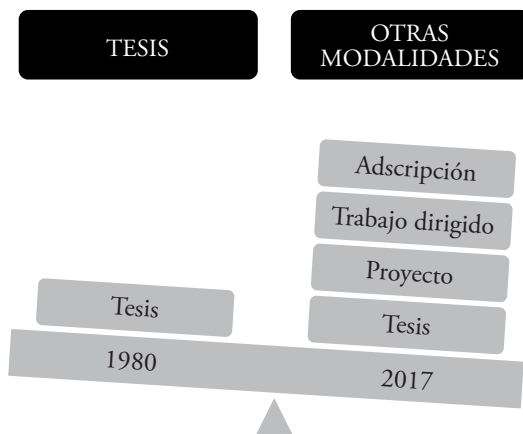 TESIS
OTRAS
MODALIDADES
Adscripción
Trabajo dirigido
Proyecto
Tesis
Tesis
1980
2017